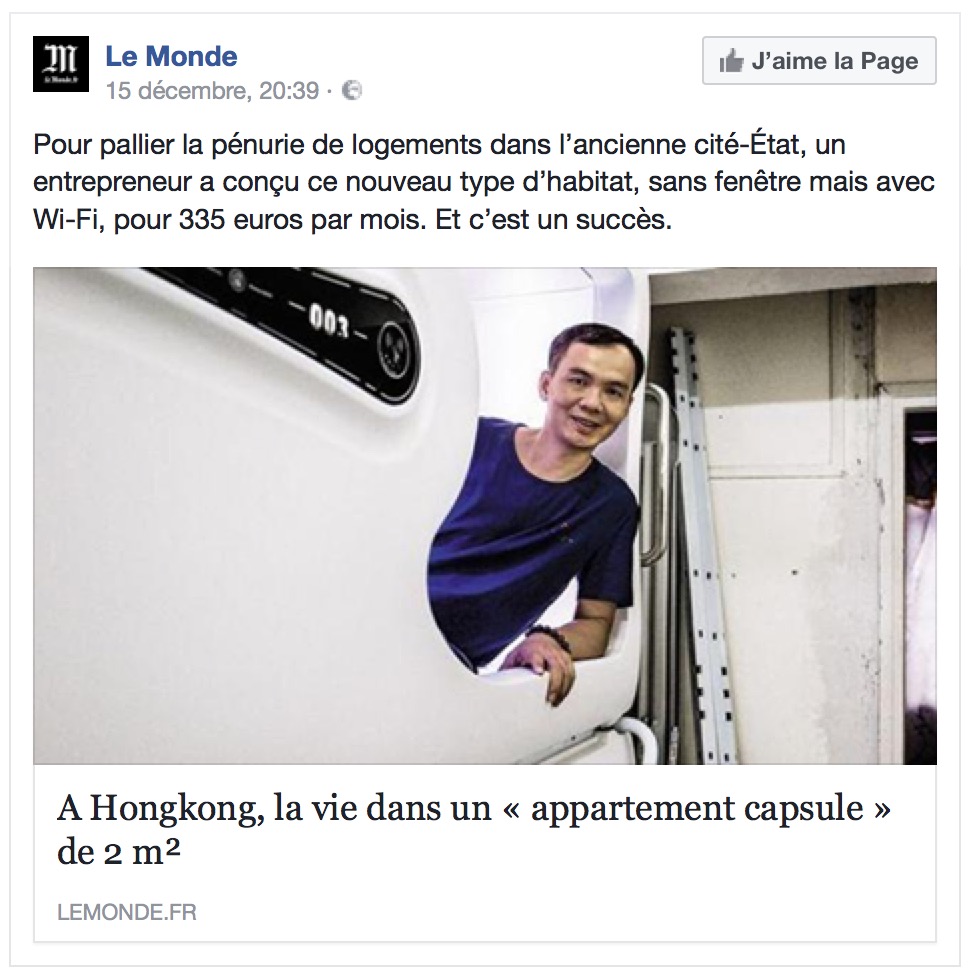 Le Monde
J’aime la Page
15 décembre, 20:39 ·
Pour pallier la pénurie de logements dans l’ancienne cité-État, un
entrepreneur a conçu ce nouveau type d’habitat, sans fenêtre mais avec
Wi-Fi, pour 335 euros par mois. Et c’est un succès.
003
A Hongkong, la vie dans un « appartement capsule »
de 2 m²
LEMONDE.FR